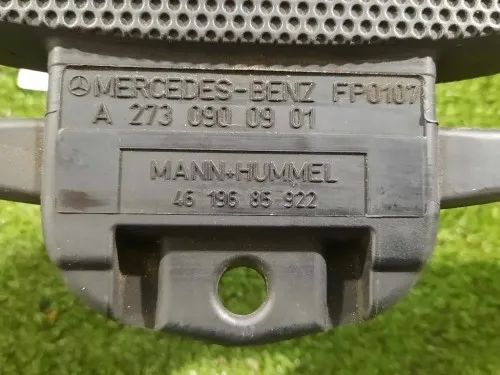 MERCEDES-BENZ FP0107
A 273 090 09 01
MANN+HUMMEL
46 196 85 922